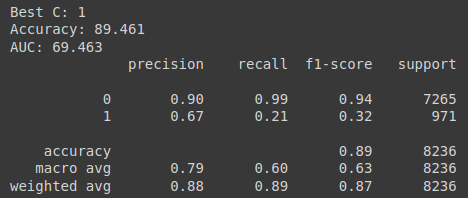 Best C: 1
Accuracy: 89.461
AUC: 69.463
precision recall f1-score support
0 0.90 0.99 0.94 7265
1 0.67 0.21 0.32 971
accuracy 0.89 8236
macro avg 0.79 0.60 0.63 8236
weighted avg 0.88 0.89 0.87 8236